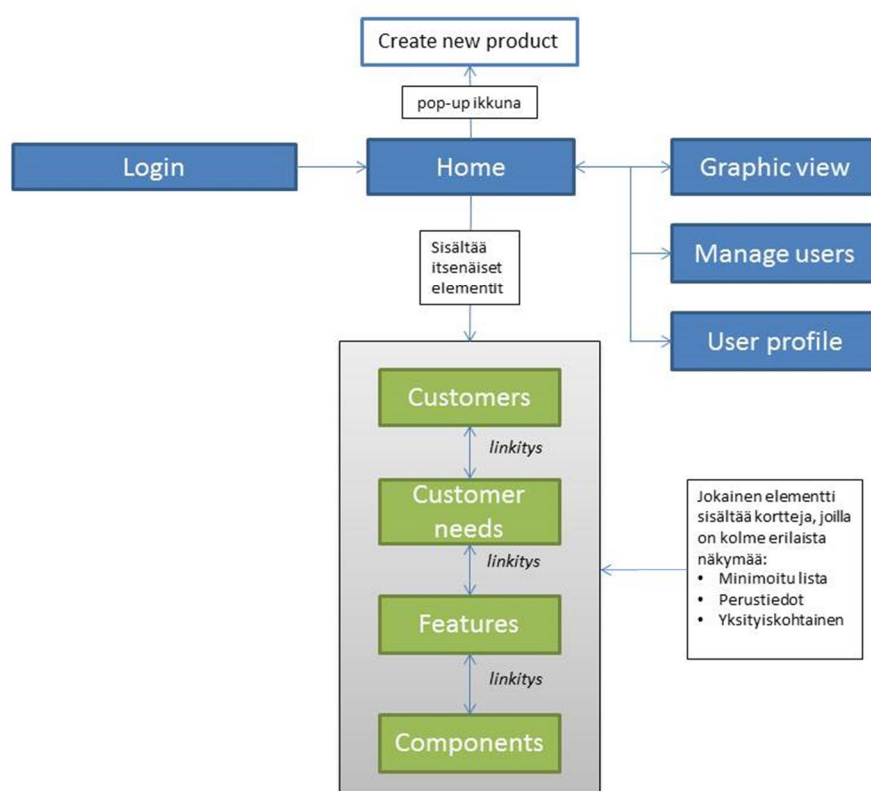 Create new product
pop-up ikkuna
Login
Home
Graphic view
Manage users
User profile
Sisältää
itsenäiset
elementit
Customers
linkitys
Customer
needs
linkitys
Features
linkitys
Components
Jokainen elementti
sisältää kortteja, joilla
on kolme erilaista
näkymää:
• Minimoitu lista
• Perustiedot
• Yksityiskohtainen